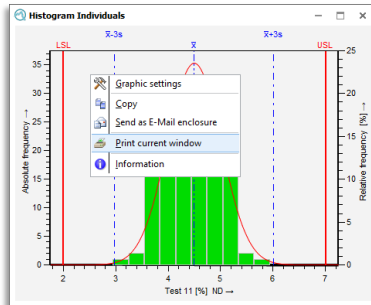 Histogram Individuals
x̄-3s x̄ x̄+3s
LSL USL
Absolute frequency →
35
30
25
20
15
10
5
0
Graphic settings
Copy
Send as E-Mail enclosure
Print current window
Information
25
20
15
10
5
0
Relative frequency [%] →
2 3 4 5 6 7
Test 11 [%] ND →